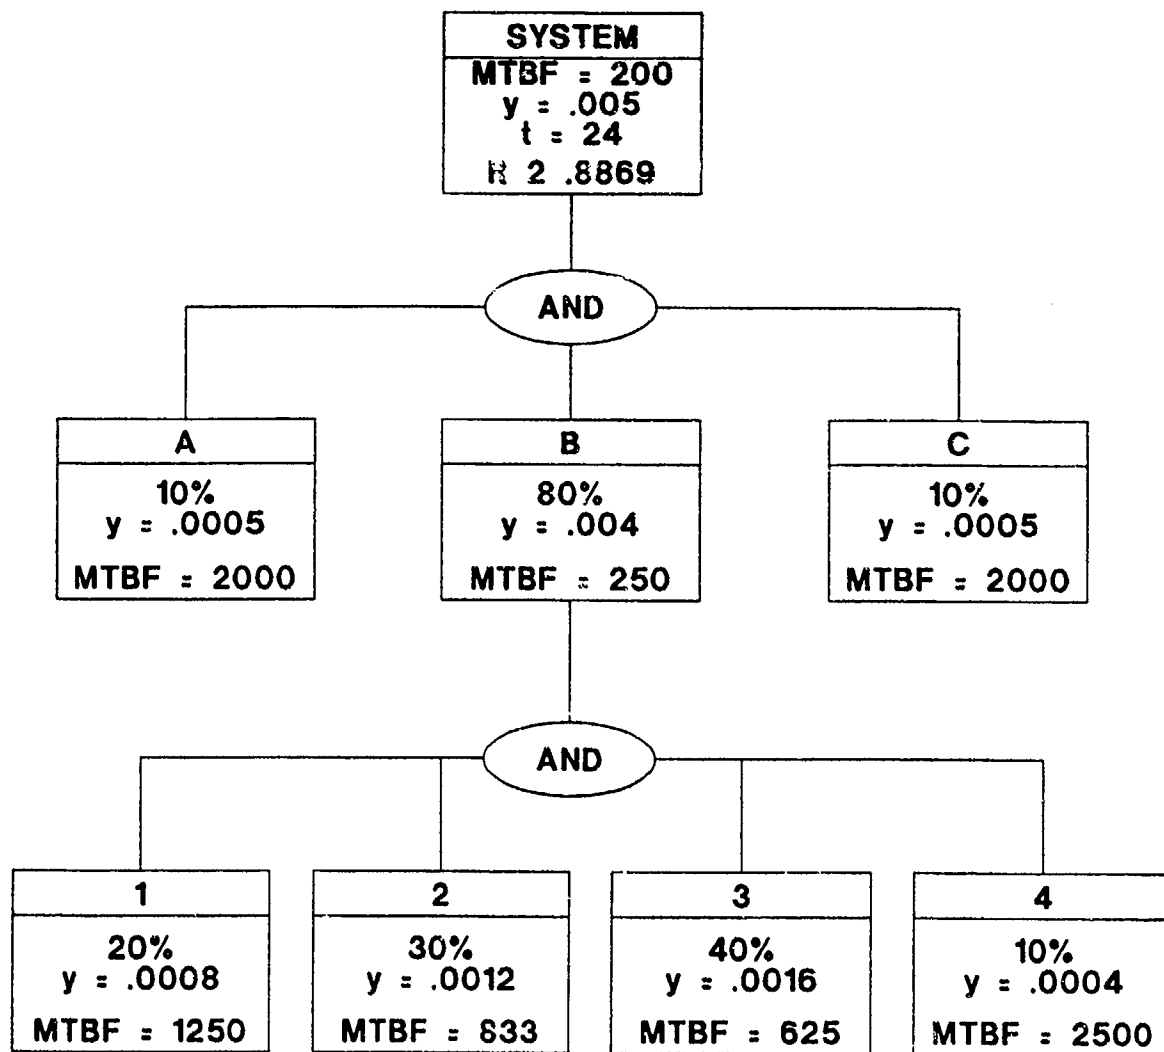 SYSTEM
MTBF = 200
y = .005
t = 24
R 2 .8869
AND
A
10%
y = .0005
MTBF = 2000
B
80%
y = .004
MTBF = 250
C
10%
y = .0005
MTBF = 2000
AND
1
20%
y = .0008
MTBF = 1250
2
30%
y = .0012
MTBF = 833
3
40%
y = .0016
MTBF = 625
4
10%
y = .0004
MTBF = 2500